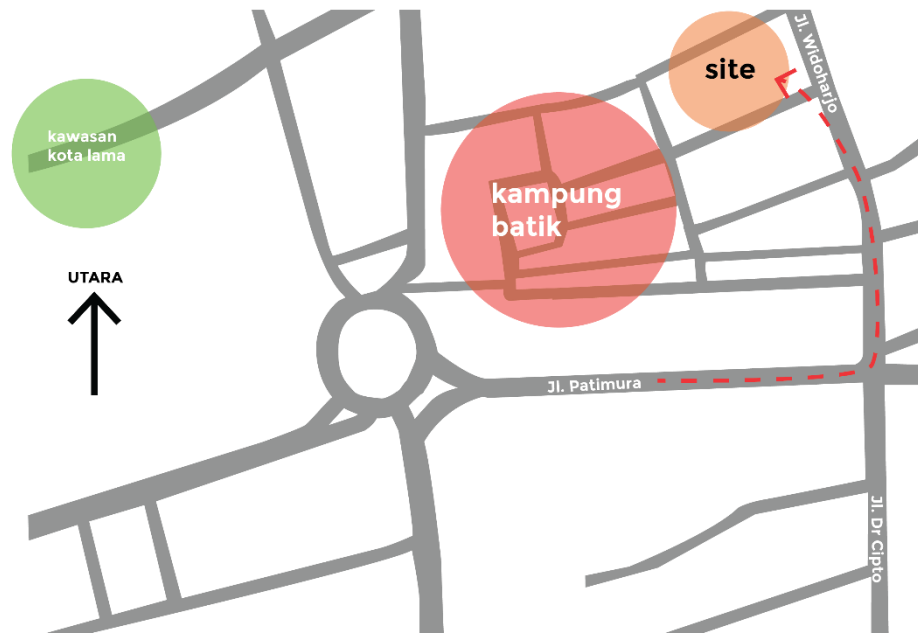 Jl. Widoharjo
site
kawasan
kota lama
kampung
batik
UTARA
Jl. Patimura
Jl. Dr Cipto